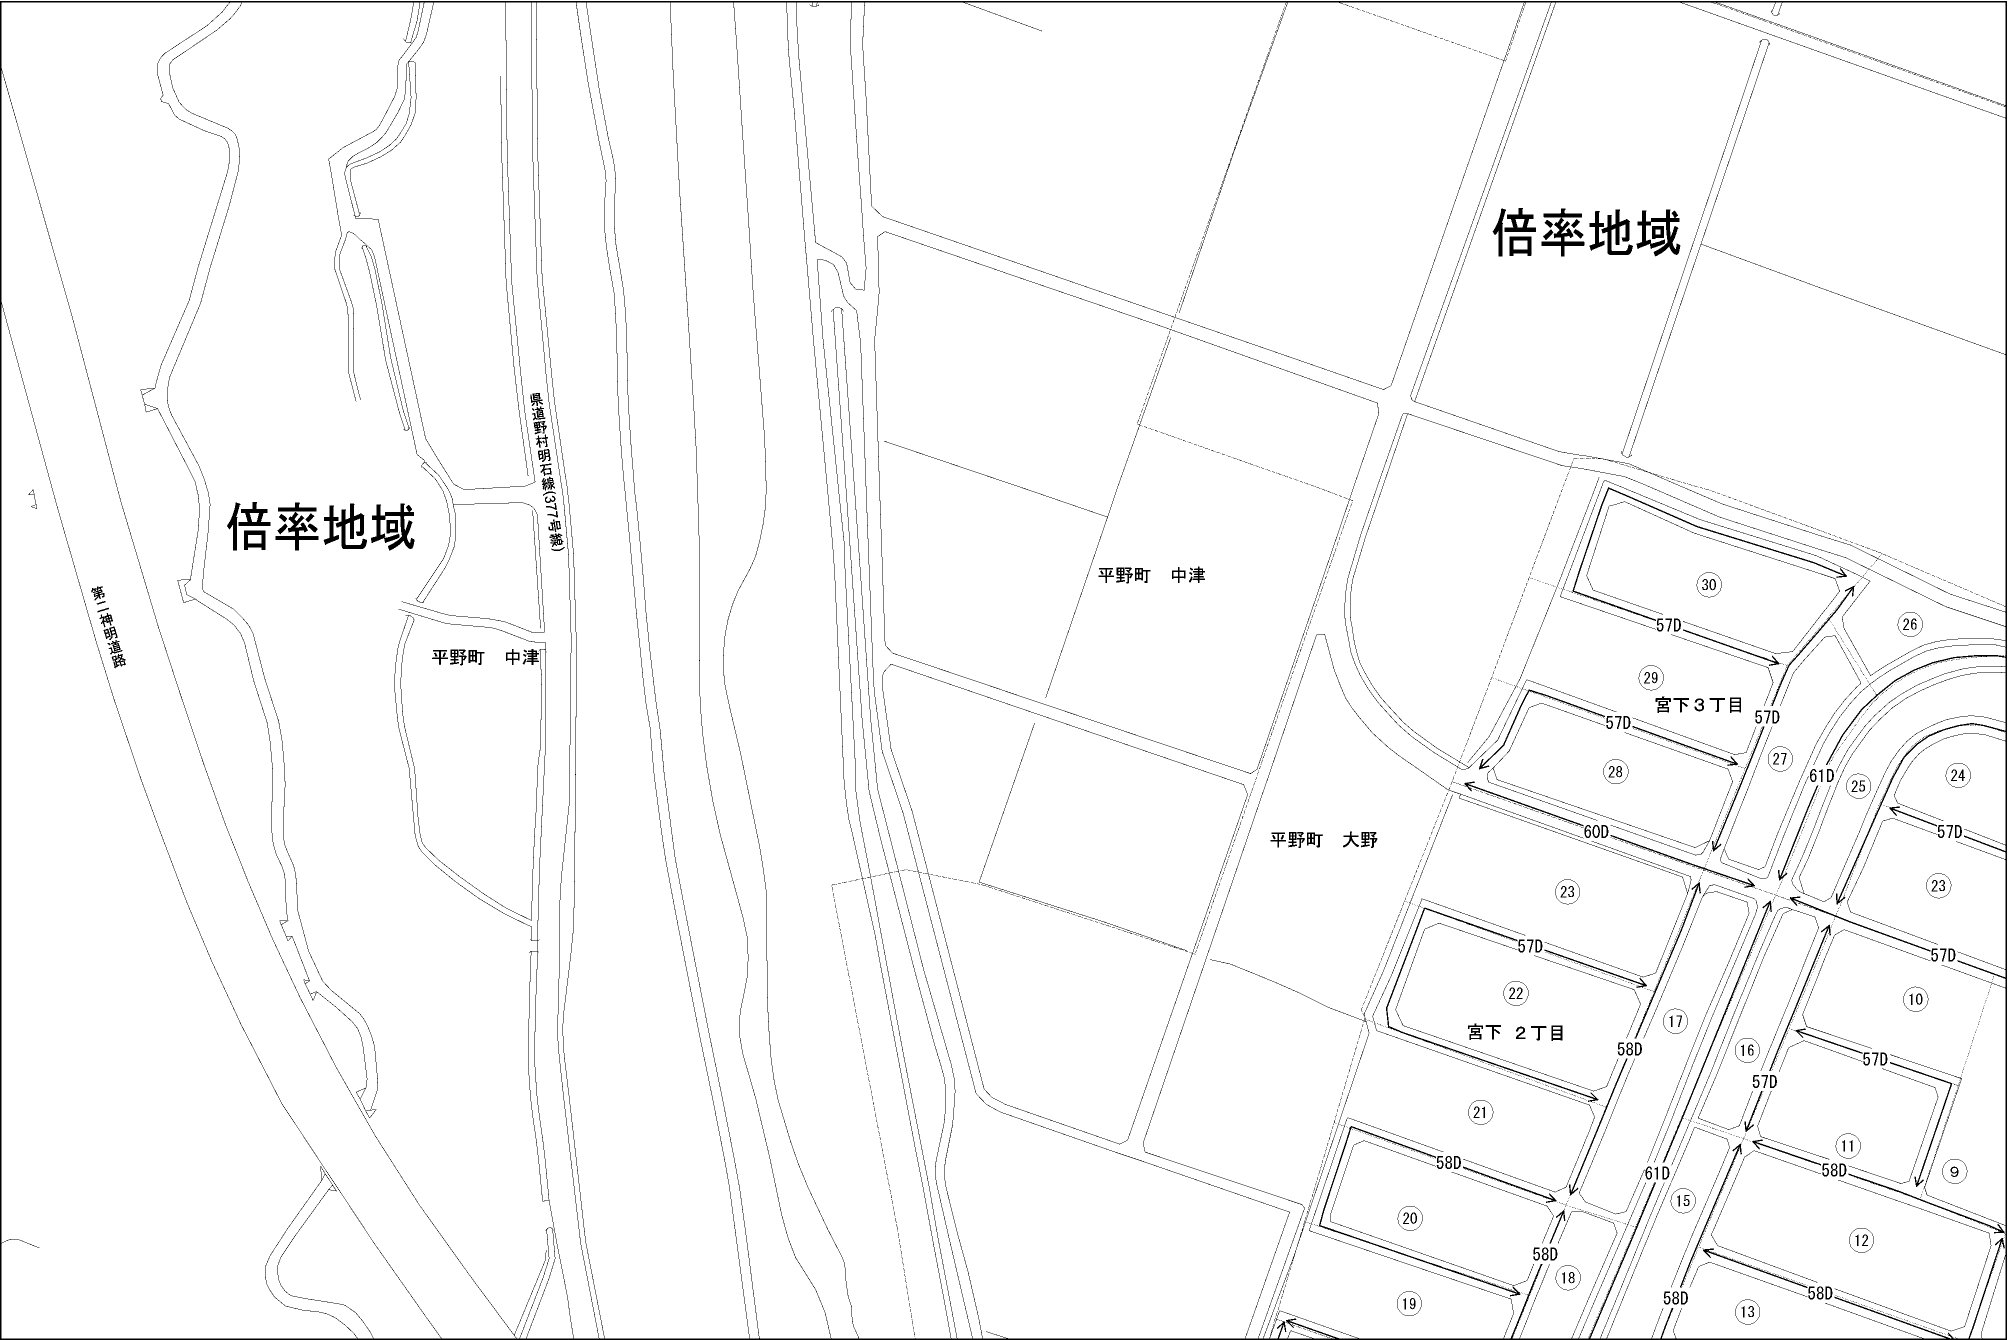 倍率地域
県道野村明石線(377号線)
倍率地域
平野町　中津
30
57D
第二神明道路
26
平野町　中津
29
宮下３丁目
57D
57D
27
28
61D
24
25
60D
57D
平野町　大野
23
23
57D
57D
22
10
17
宮下　２丁目
58D
16
57D
57D
21
11
58D
58D
61D
9
15
20
12
58D
18
58D
58D
19
13